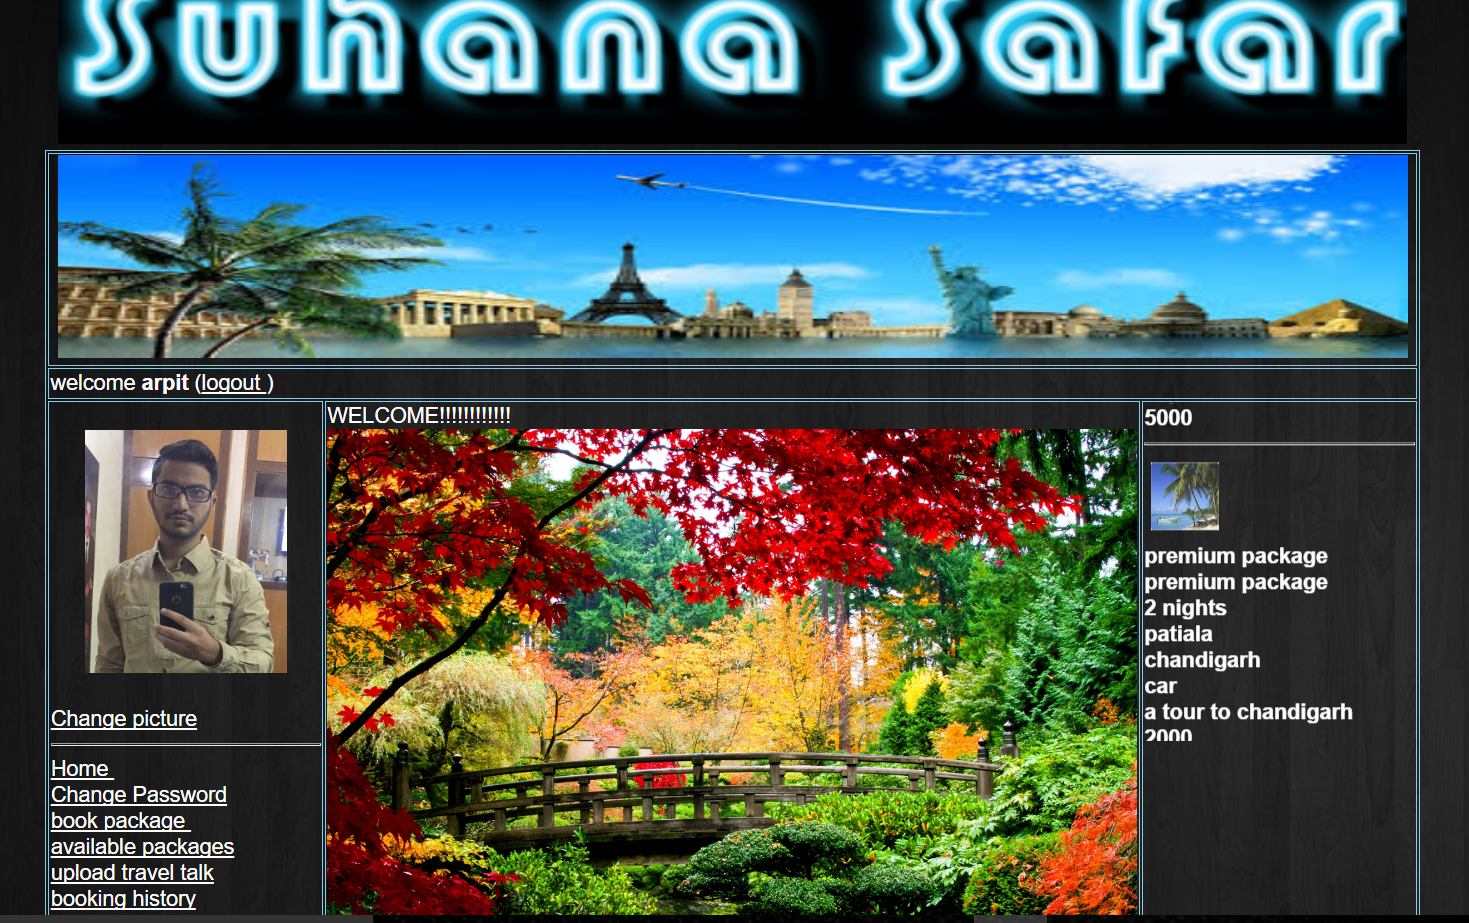 Suhana Safar
welcome arpit (logout )
Change picture
Home
Change Password
book package
available packages
upload travel talk
booking history
WELCOME!!!!!!!!!!!!
5000
premium package
premium package
2 nights
patiala
chandigarh
car
a tour to chandigarh
2000